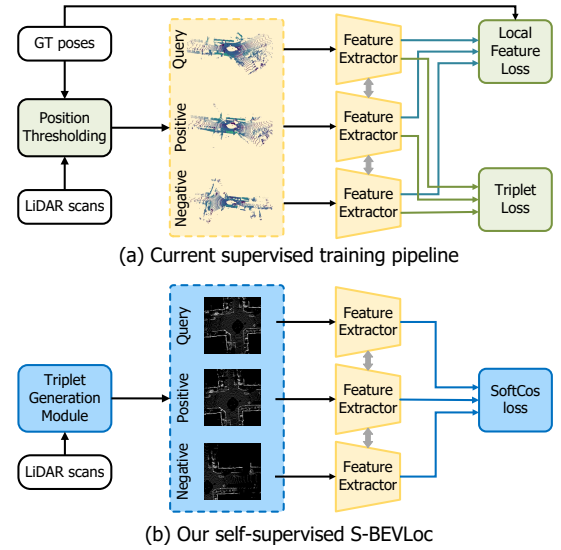 GT poses
Position
Thresholding
LiDAR scans
Query
Positive
Negative
Feature
Extractor
Feature
Extractor
Feature
Extractor
Local
Feature
Loss
Triplet
Loss
(a) Current supervised training pipeline
Triplet
Generation
Module
LiDAR scans
Query
Positive
Negative
Feature
Extractor
Feature
Extractor
Feature
Extractor
SoftCos
loss
(b) Our self-supervised S-BEVLoc